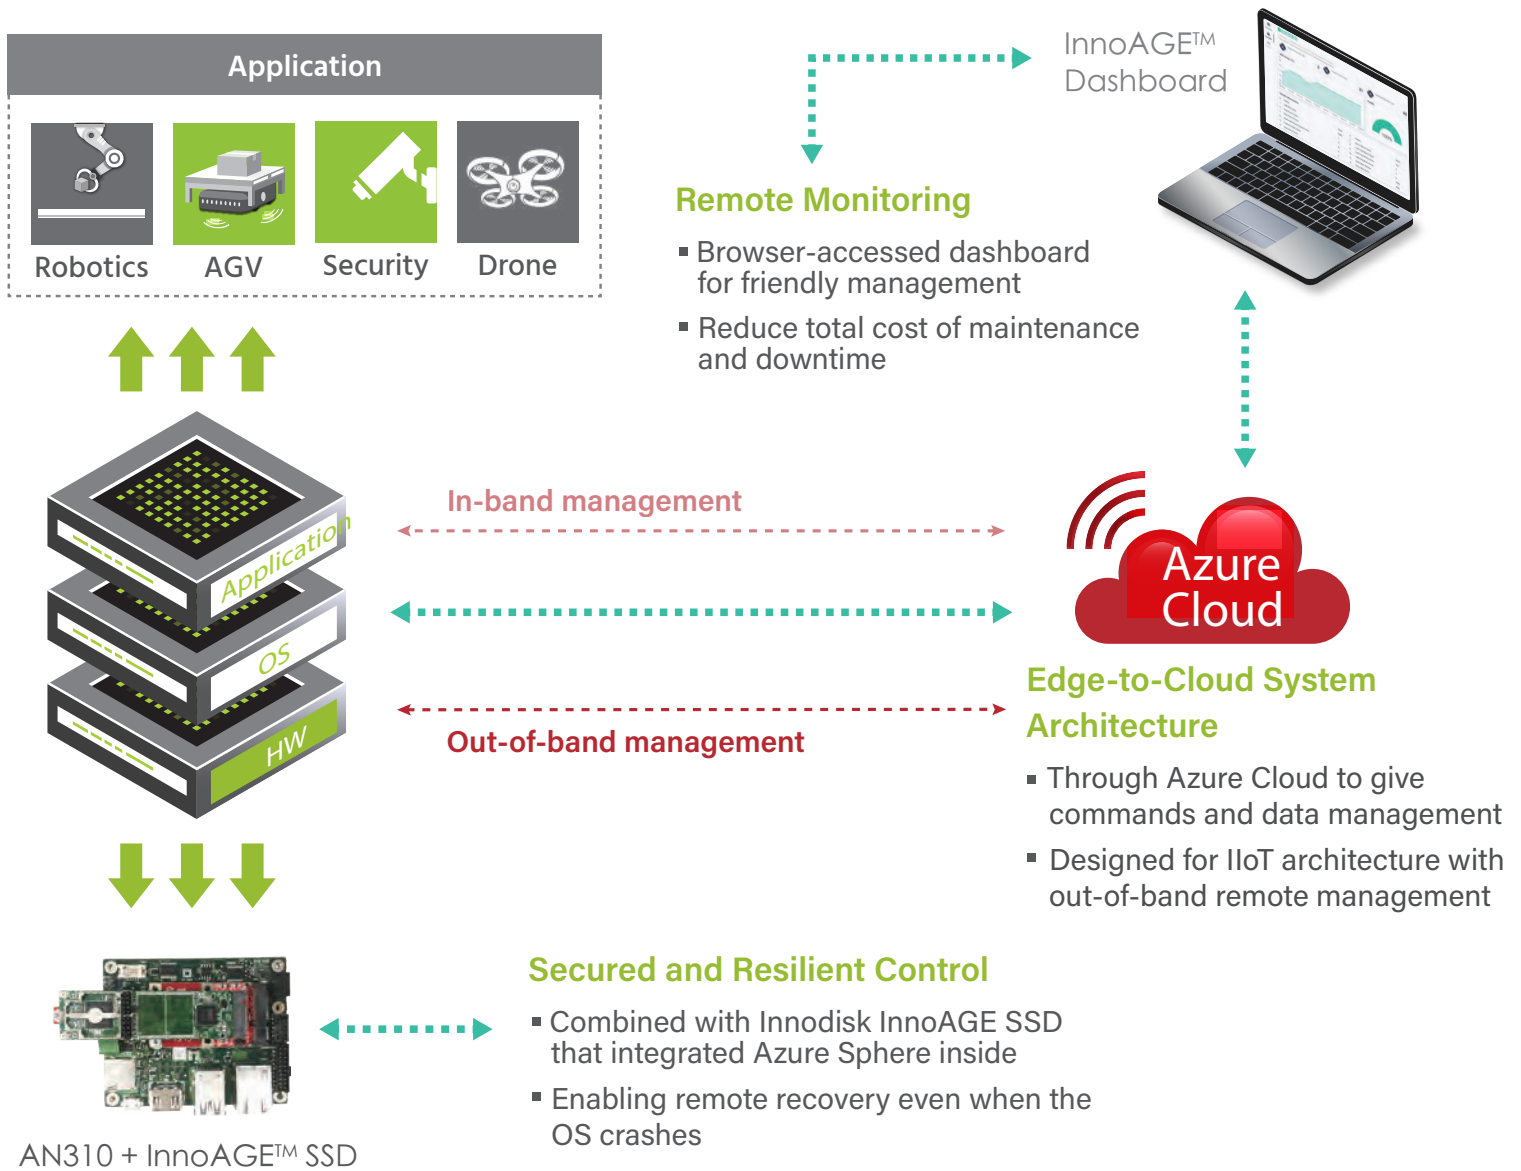 Application
Robotics
AGV
Security
Drone
InnoAGE™
Dashboard
Remote Monitoring
▪ Browser-accessed dashboard
for friendly management
▪ Reduce total cost of maintenance
and downtime
Application
OS
HW
In-band management
Out-of-band management
Azure
Cloud
Edge-to-Cloud System
Architecture
▪ Through Azure Cloud to give
commands and data management
▪ Designed for IIoT architecture with
out-of-band remote management
Secured and Resilient Control
▪ Combined with Innodisk InnoAGE SSD
that integrated Azure Sphere inside
▪ Enabling remote recovery even when the
OS crashes
AN310 + InnoAGE™ SSD